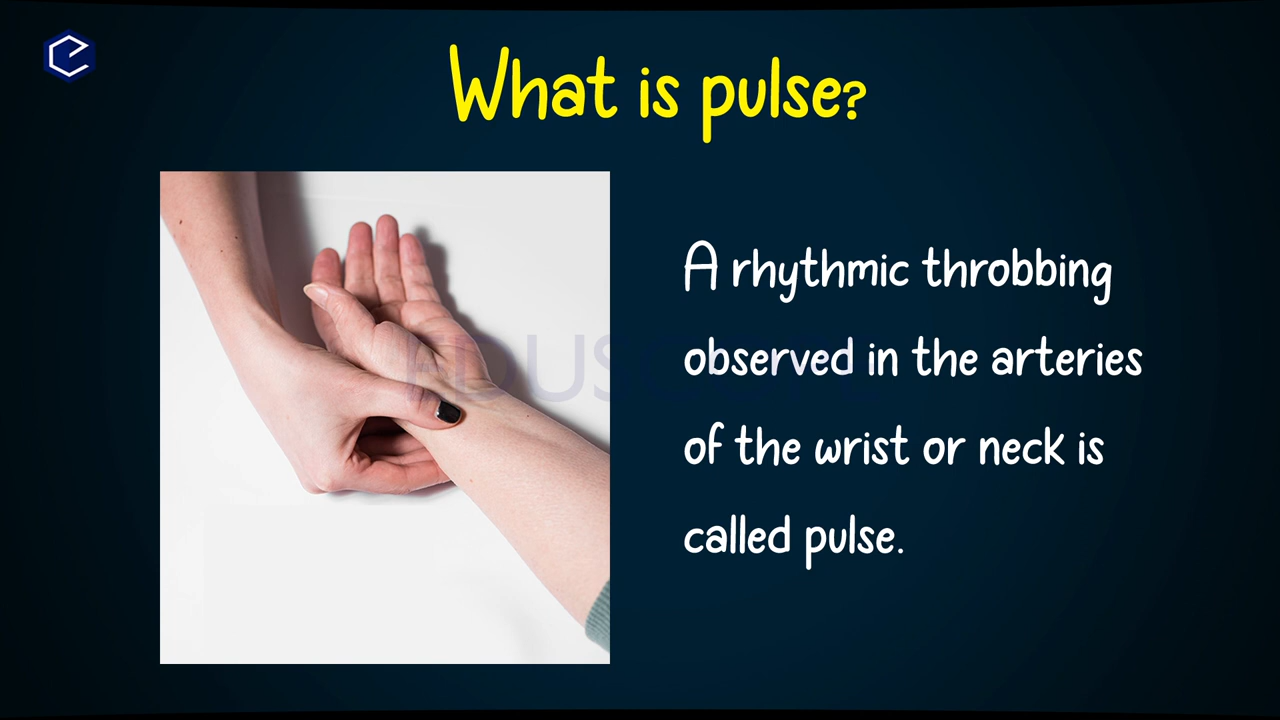 What is pulse?
A rhythmic throbbing
observed in the arteries
of the wrist or neck is
called pulse.